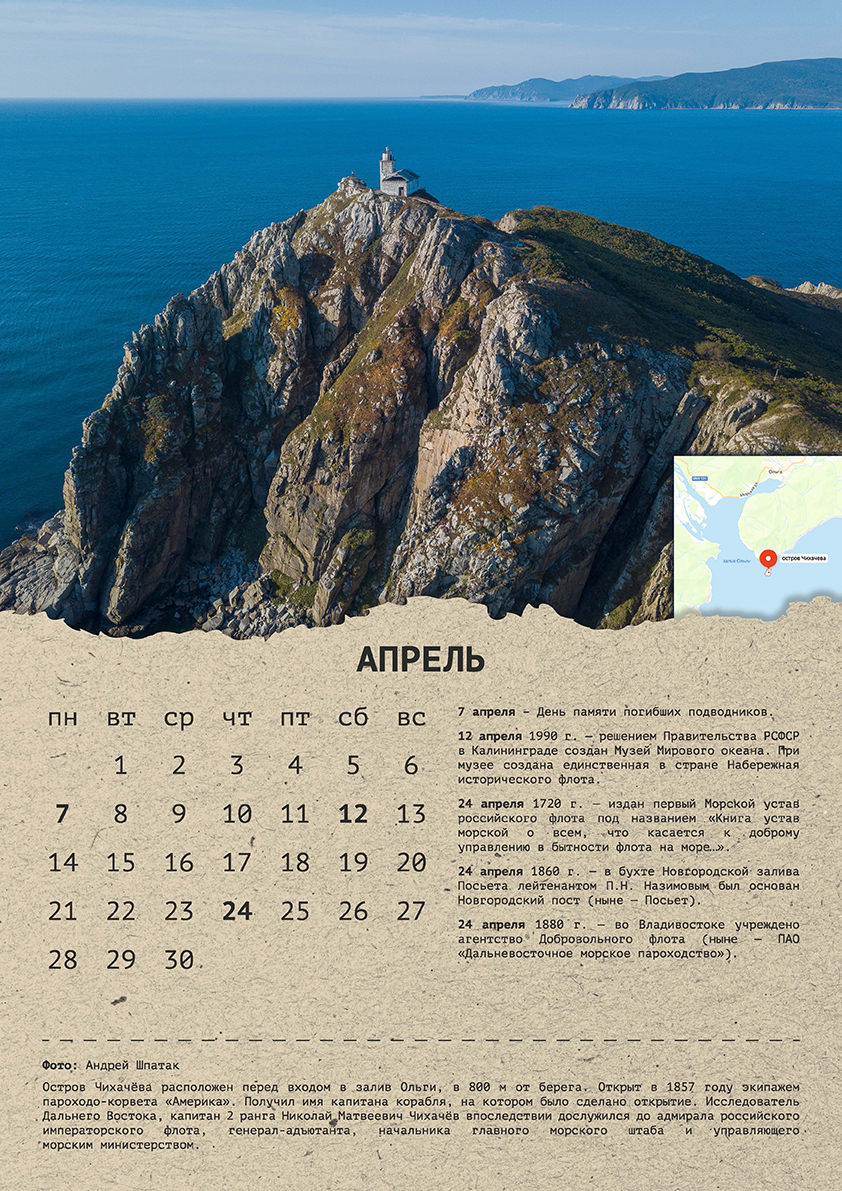 Ольга
залив Ольги
остров Чихачева
АПРЕЛЬ
пн вт ср чт пт сб вс
1 2 3 4 5 6
7 8 9 10 11 12 13
14 15 16 17 18 19 20
21 22 23 24 25 26 27
28 29 30
7 апреля – День памяти погибших подводников.
12 апреля 1990 г. – решением Правительства РСФСР
в Калининграде создан Музей Мирового океана. При
музее создана единственная в стране Набережная
исторического флота.
24 апреля 1720 г. – издан первый Морской устав
российского флота под названием «Книга устав
морской о всем, что касается к доброму
управлению в бытности флота на море…».
24 апреля 1860 г. – в бухте Новгородской залива
Посьета лейтенантом П.Н. Назимовым был основан
Новгородский пост (ныне – Посьет).
24 апреля 1880 г. – во Владивостоке учреждено
агентство Добровольного флота (ныне – ПАО
«Дальневосточное морское пароходство»).
Фото: Андрей Шпатак
Остров Чихачёва расположен перед входом в залив Ольги, в 800 м от берега. Открыт в 1857 году экипажем
пароходо-корвета «Америка». Получил имя капитана корабля, на котором было сделано открытие. Исследователь
Дальнего Востока, капитан 2 ранга Николай Матвеевич Чихачёв впоследствии дослужился до адмирала российского
императорского флота, генерал-адъютанта, начальника главного морского штаба и управляющего
морским министерством.